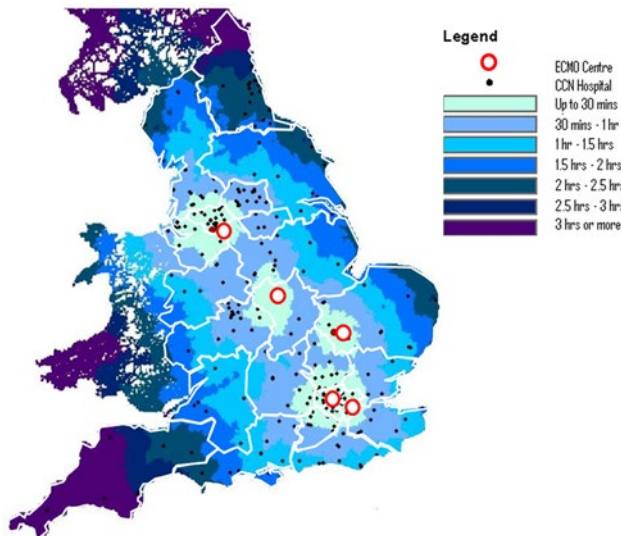 Legend
ECMO Centre
CCN Hospital
Up to 30 mins
30 mins - 1 hr
1 hr - 1.5 hrs
1.5 hrs - 2 hrs
2 hrs - 2.5 hrs
2.5 hrs - 3 hrs
3 hrs or more